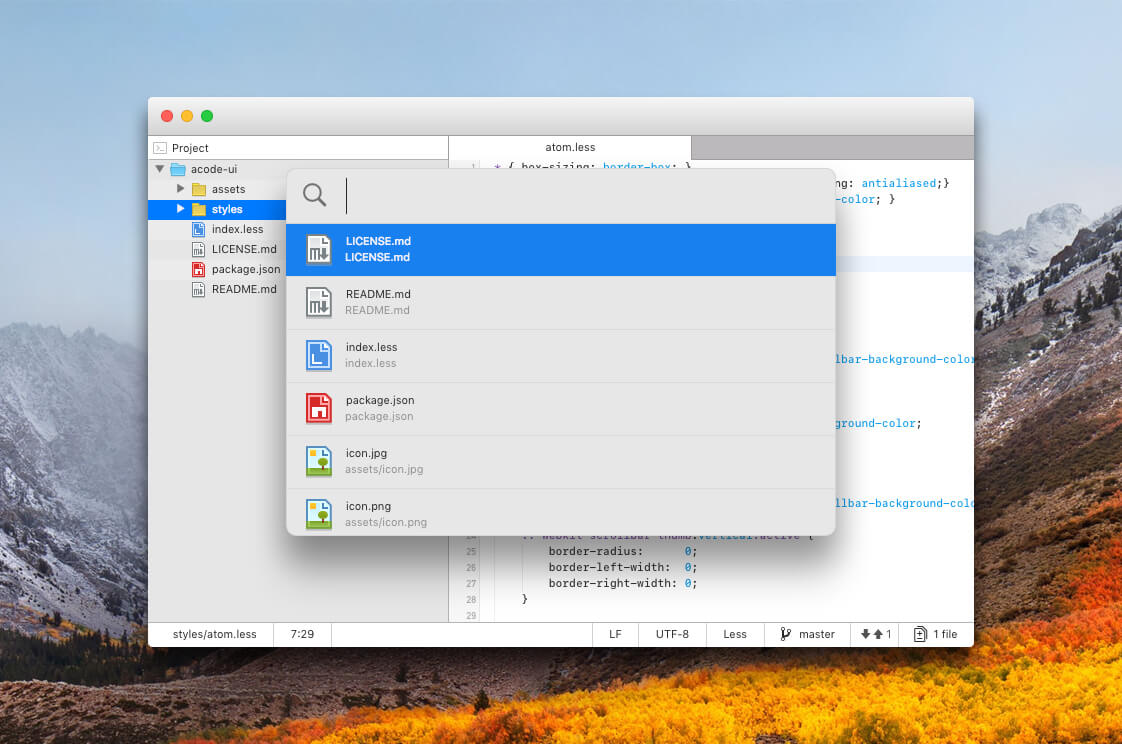 Project
acode-ui
assets
styles
index.less
LICENSE.md
package.json
README.md
atom.less
1 * { box-sizing: border-box; }
ng: antialiased;}
-color; }
LICENSE.md
LICENSE.md
README.md
README.md
index.less
index.less
package.json
package.json
icon.jpg
assets/icon.jpg
icon.png
assets/icon.png
lbar-background-color
ground-color;
llbar-background-colo
24 ::-webkit-scrollbar-thumb:vertical:active {
25 border-radius: 0;
26 border-left-width: 0;
27 border-right-width: 0;
28 }
29
styles/atom.less 7:29 LF UTF-8 Less master 1 1 file